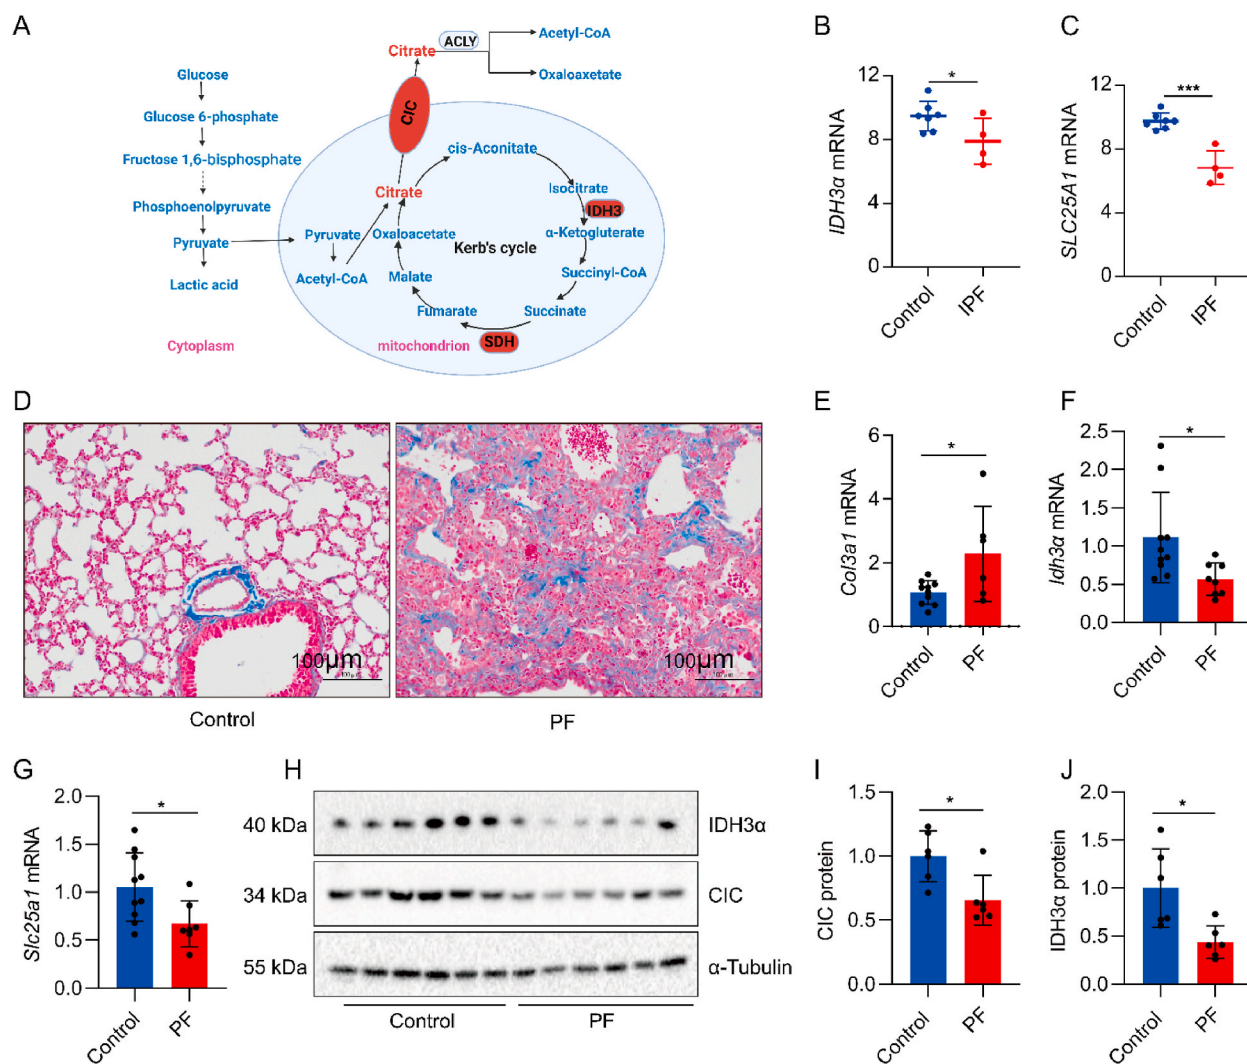 A
Glucose
Glucose 6-phosphate
Fructose 1,6-bisphosphate
Phosphoenolpyruvate
Pyruvate
Lactic acid
Cytoplasm
Citrate
ACLY
Acetyl-CoA
Oxaloaxetate
CIC
cis-Aconitate
Citrate
Isocitrate
IDH3
Pyruvate
Oxaloacetate
Kerb's cycle
α-Ketogluterate
Acetyl-CoA
Malate
Succinyl-CoA
Fumarate
Succinate
mitochondrion
SDH
B
IDH3α mRNA
12
8
4
0
*
Control
IPF
C
SLC25A1 mRNA
12
8
4
0
***
Control
IPF
D
100μm
100 μm
Control
100μm
100 μm
PF
E
Col3a1 mRNA
6
4
2
0
*
Control
PF
F
Idh3α mRNA
2.5
2.0
1.5
1.0
0.5
0.0
*
Control
PF
G
Slc25a1 mRNA
2.0
1.5
1.0
0.5
0.0
*
Control
PF
H
40 kDa
IDH3α
34 kDa
CIC
55 kDa
α-Tubulin
Control
PF
I
CIC protein
1.5
1.0
0.5
0.0
*
Control
PF
J
IDH3α protein
2.0
1.5
1.0
0.5
0.0
*
Control
PF